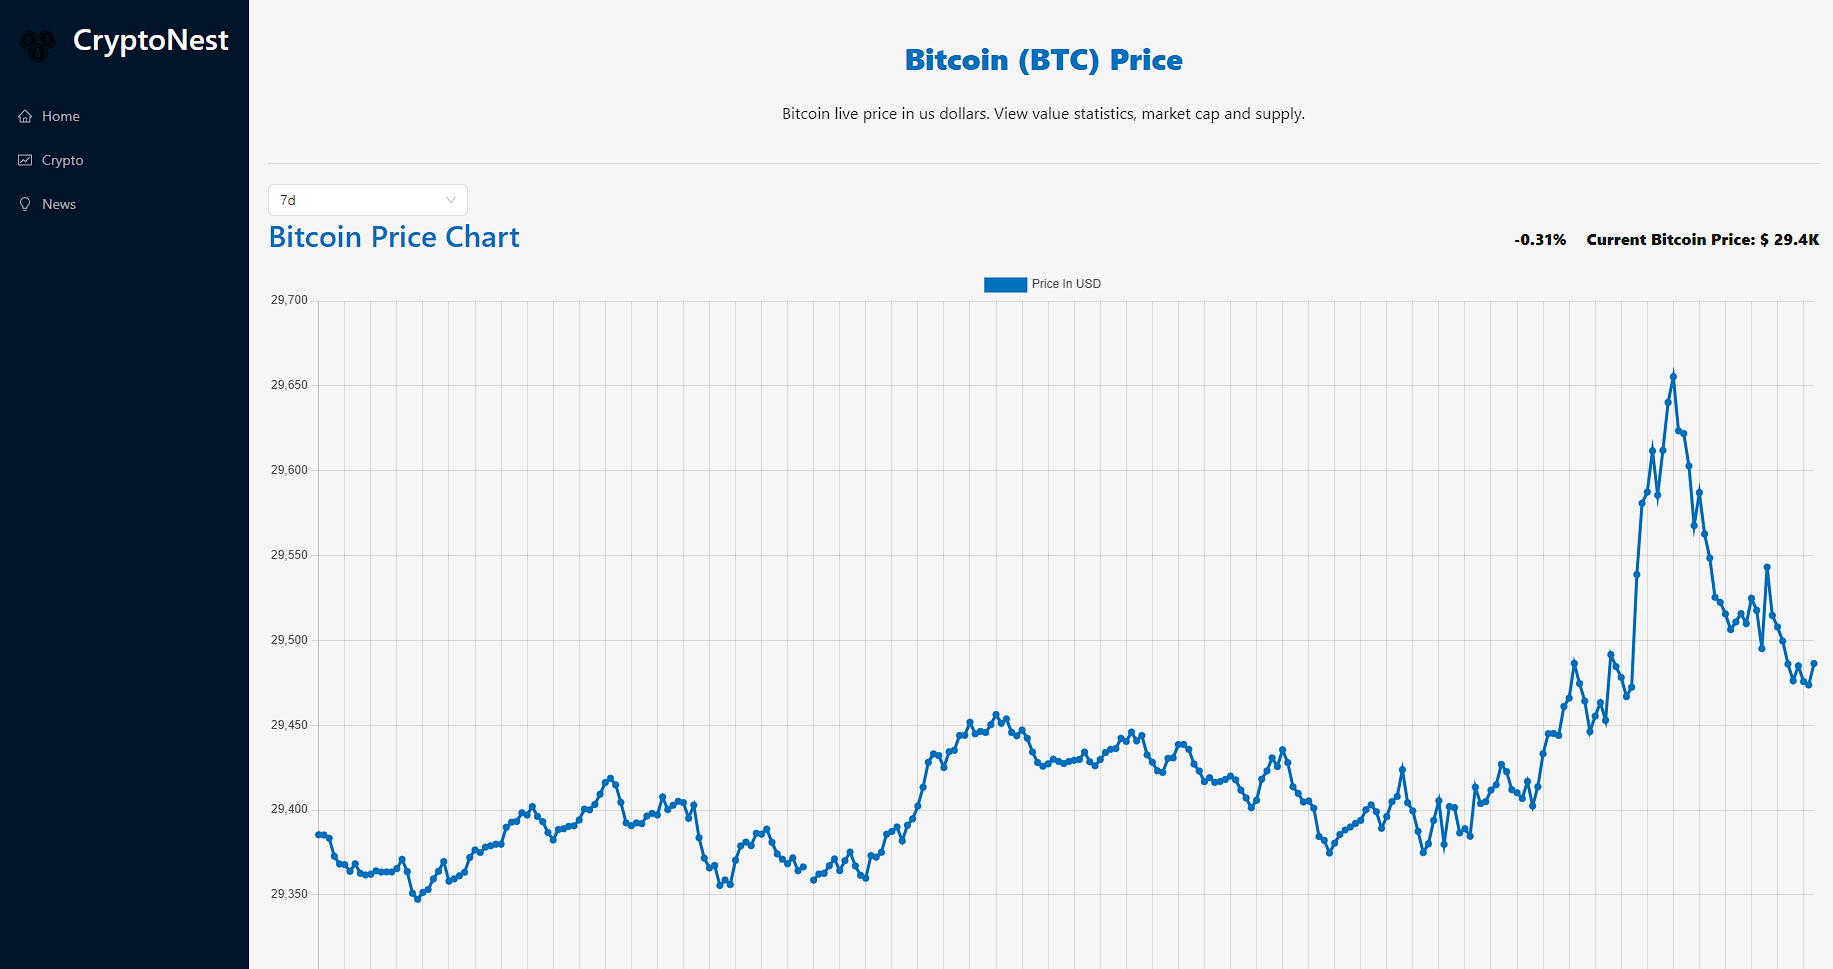 CryptoNest
Home
Crypto
News
Bitcoin (BTC) Price
Bitcoin live price in us dollars. View value statistics, market cap and supply.
7d
Bitcoin Price Chart
-0.31% Current Bitcoin Price: $ 29.4K
Price In USD
29,700
29,650
29,600
29,550
29,500
29,450
29,400
29,350